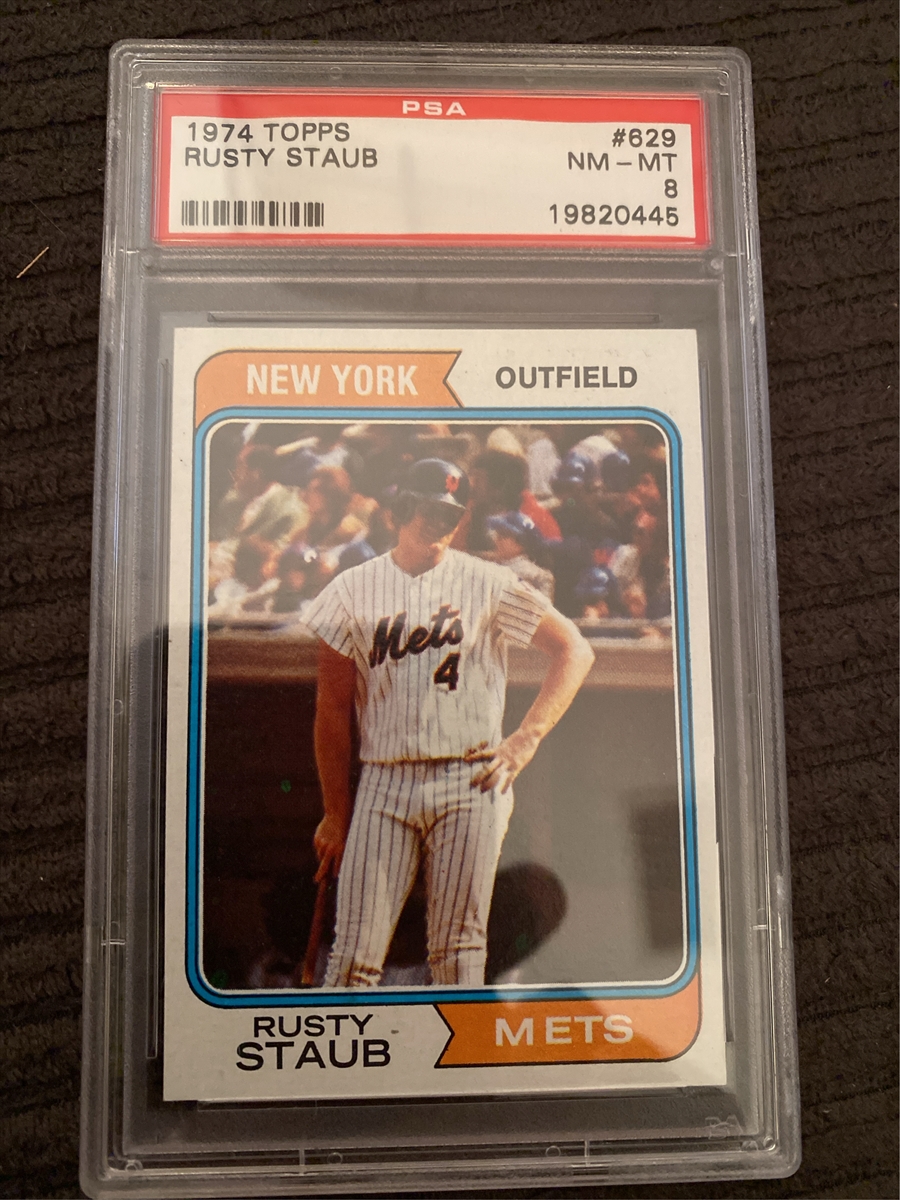 PSA
1974 TOPPS #629
RUSTY STAUB NM-MT
8
19820445
NEW YORK OUTFIELD
Mets
4
RUSTY
STAUB
METS